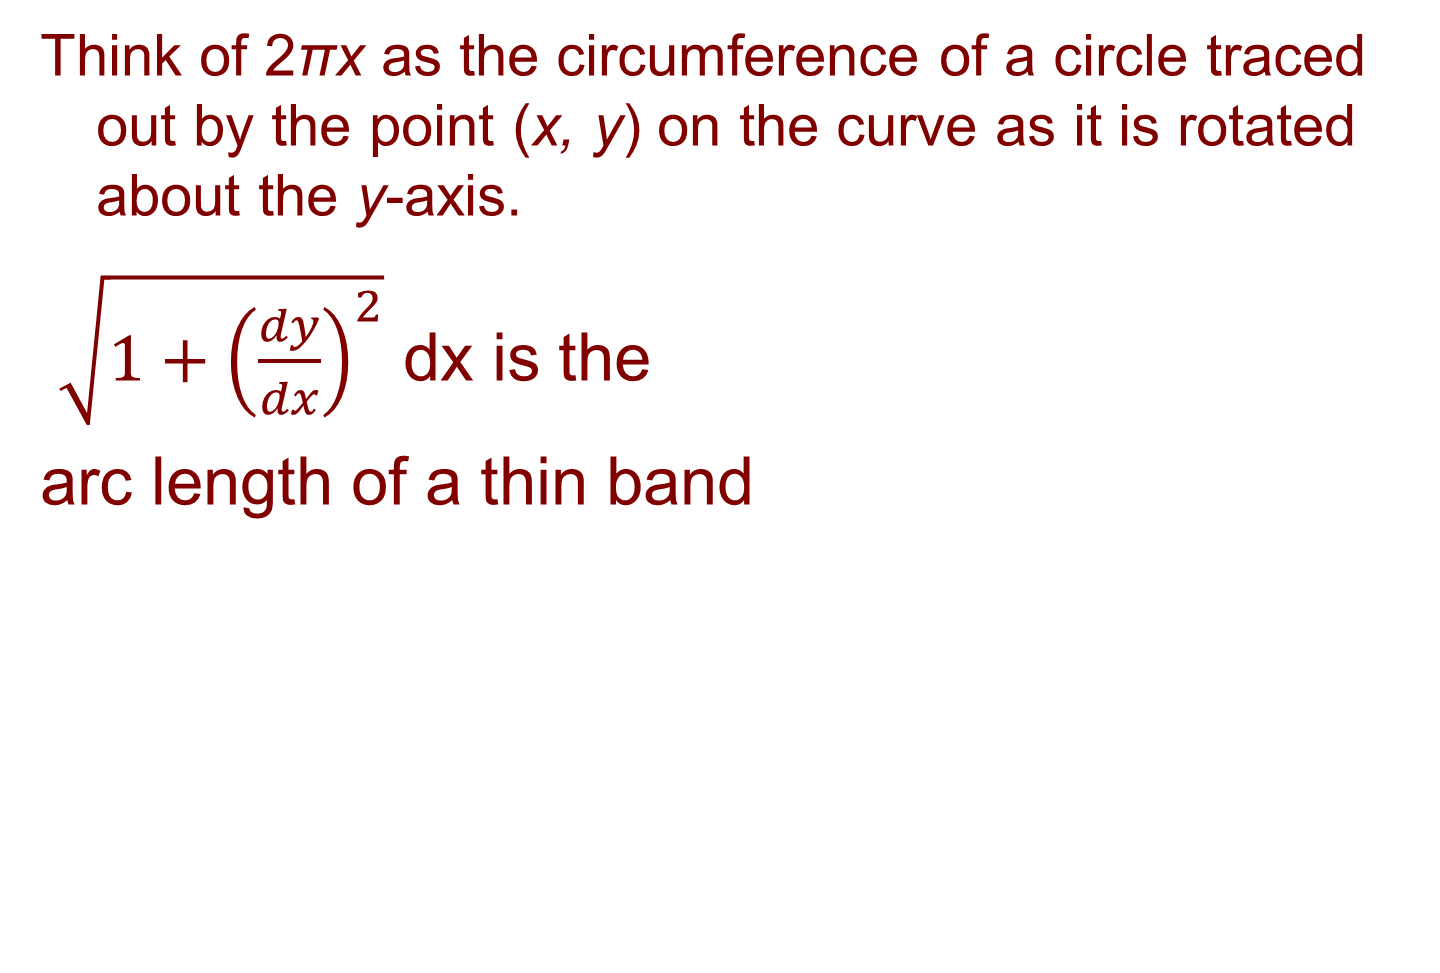 Think of 2πx as the circumference of a circle traced
out by the point (x, y) on the curve as it is rotated
about the y-axis.
√(1 + (dy/dx)²) dx is the
arc length of a thin band